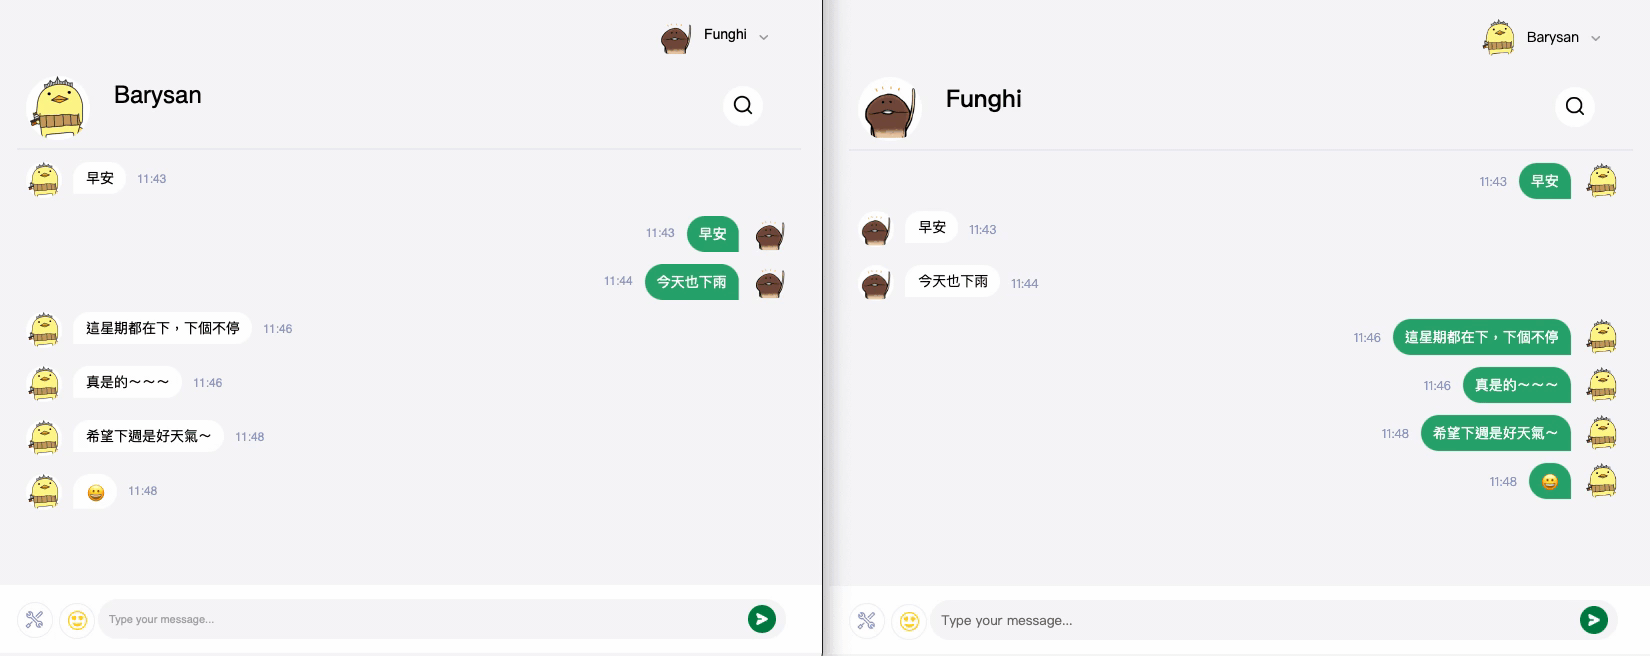 Funghi
Barysan
早安 11:43
11:43 早安
11:44 今天也下雨
這星期都在下，下個不停 11:46
真是的～～～ 11:46
希望下週是好天氣～ 11:48
😀 11:48
Type your message...
Barysan
Funghi
11:43 早安
早安 11:43
今天也下雨 11:44
11:46 這星期都在下，下個不停
11:46 真是的～～～
11:48 希望下週是好天氣～
11:48 😀
Type your message...